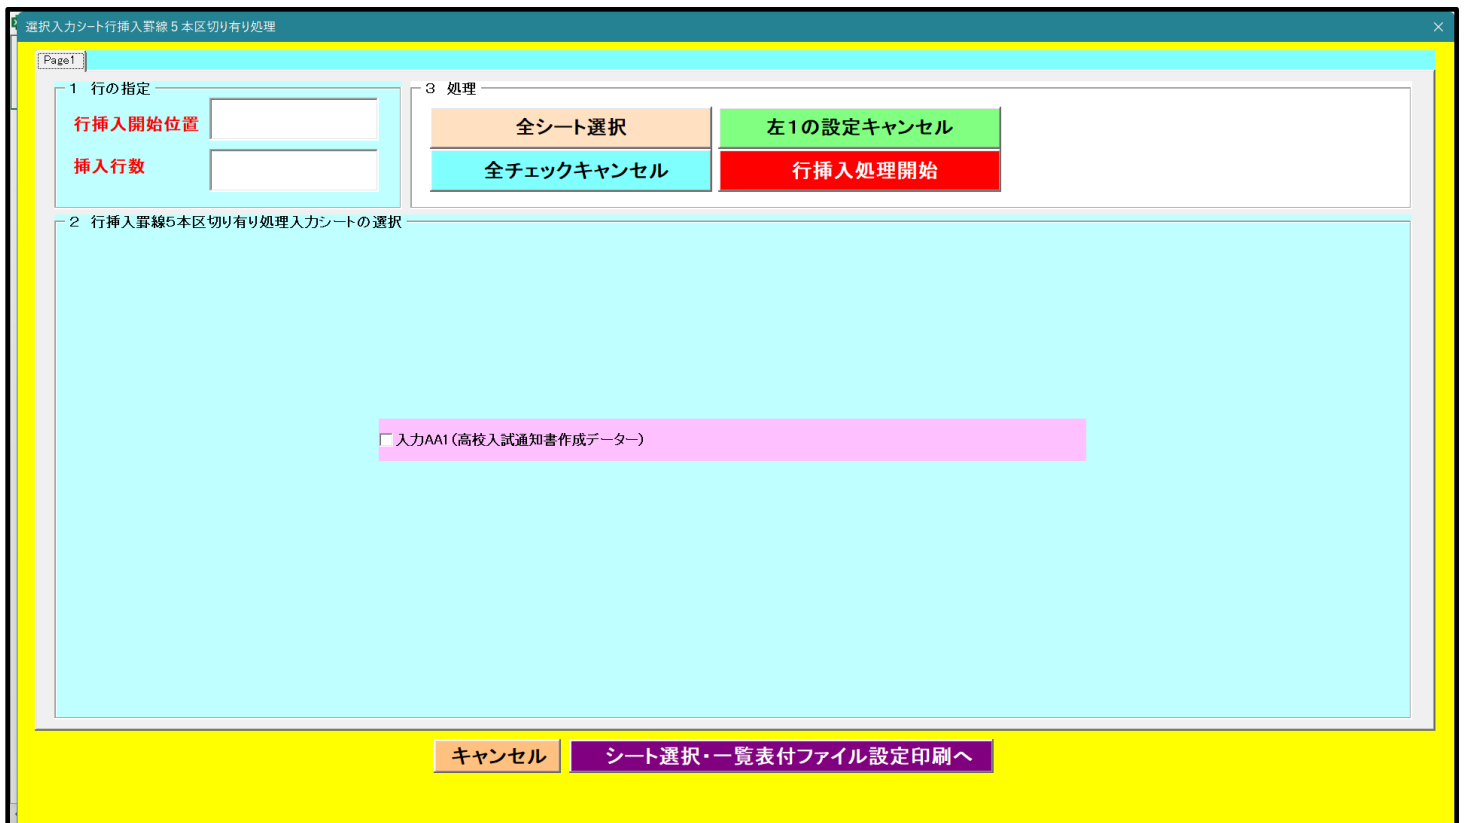 選択入力シート行挿入罫線５本区切り有り処理
Page1
1 行の指定
行挿入開始位置
挿入行数
3 処理
全シート選択
左1の設定キャンセル
全チェックキャンセル
行挿入処理開始
2 行挿入罫線5本区切り有り処理入力シートの選択
入力AA1(高校入試通知書作成データー)
キャンセル
シート選択・一覧表付ファイル設定印刷へ